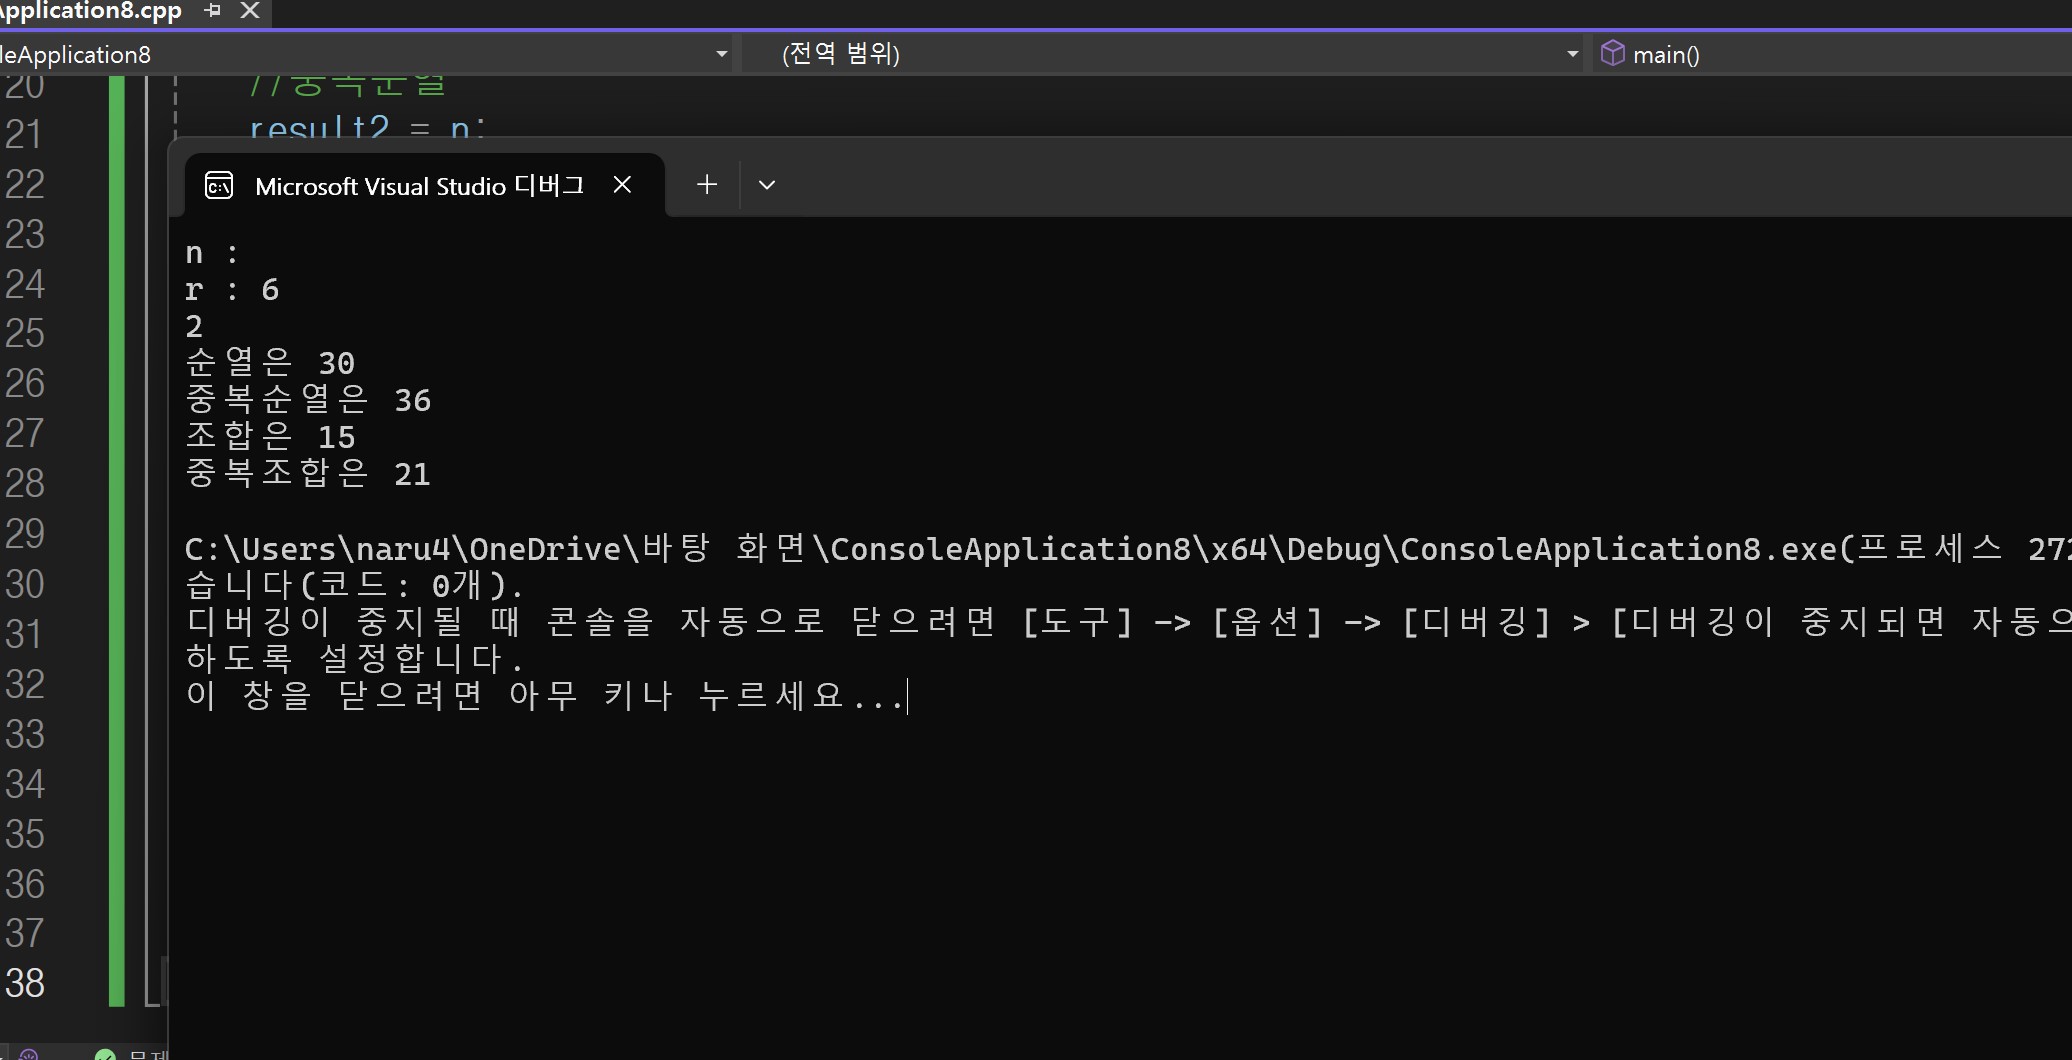 Application8.cpp
leApplication8
(전역 범위)
main()
20
//중복순열
21
result2 = n;
22
Microsoft Visual Studio 디버그
23
n :
24
r : 6
25
2
순열은 30
26
중복순열은 36
27
조합은 15
28
중복조합은 21
29
C:\Users\naru4\OneDrive\바탕 화면\ConsoleApplication8\x64\Debug\ConsoleApplication8.exe(프로세스 272
30
습니다(코드: 0개).
디버깅이 중지될 때 콘솔을 자동으로 닫으려면 [도구] -> [옵션] -> [디버깅] > [디버깅이 중지되면 자동으
31
하도록 설정합니다.
32
이 창을 닫으려면 아무 키나 누르세요...
33
34
35
36
37
38
문제